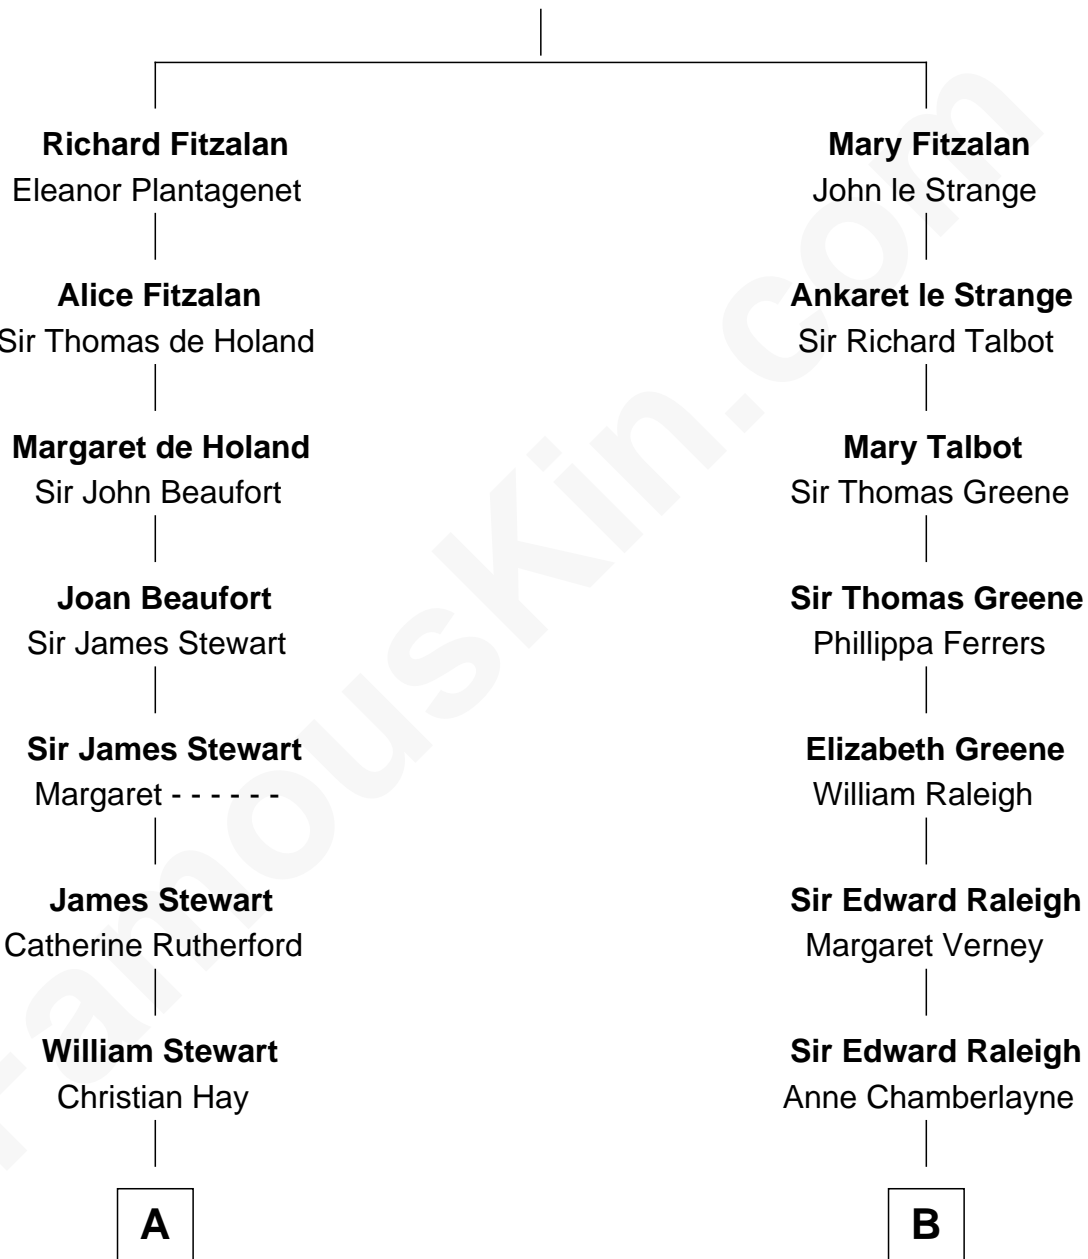 Richard Fitzalan
Eleanor Plantagenet
Alice Fitzalan
Sir Thomas de Holand
Margaret de Holand
Sir John Beaufort
Joan Beaufort
Sir James Stewart
Sir James Stewart
Margaret - - - - - -
James Stewart
Catherine Rutherford
William Stewart
Christian Hay
A
Mary Fitzalan
John le Strange
Ankaret le Strange
Sir Richard Talbot
Mary Talbot
Sir Thomas Greene
Sir Thomas Greene
Phillippa Ferrers
Elizabeth Greene
William Raleigh
Sir Edward Raleigh
Margaret Verney
Sir Edward Raleigh
Anne Chamberlayne
B
FamousKin.com